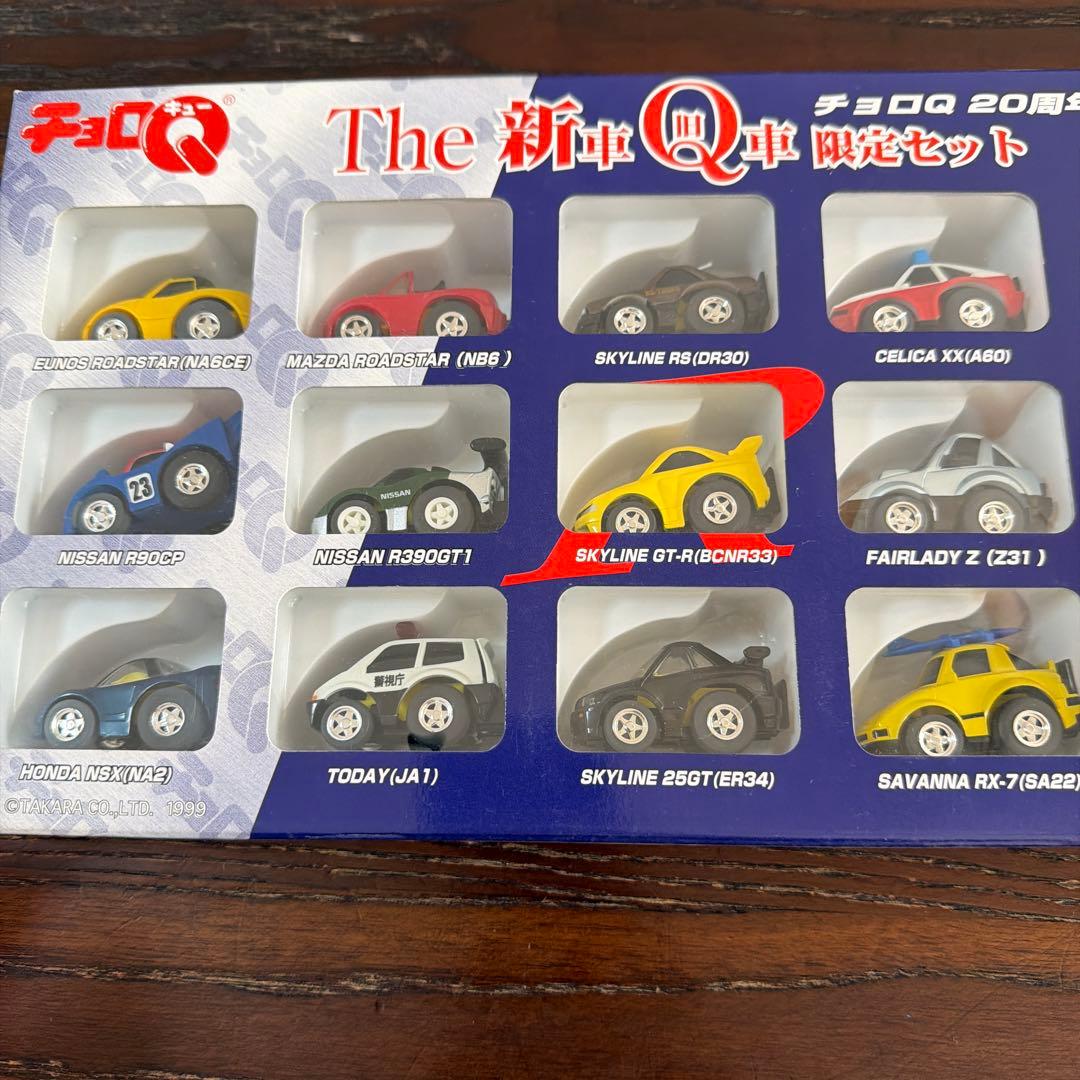 チョロQ キュー ®
The 新車 旧Q車 限定セット
チョロQ 20周年
EUNOS ROADSTAR(NA6CE)
MAZDA ROADSTAR (NB6)
SKYLINE RS(DR30)
CELICA XX(A60)
23
NISSAN
NISSAN R90CP
NISSAN R390GT1
SKYLINE GT-R(BCNR33)
FAIRLADY Z (Z31)
警視庁
HONDA NSX(NA2)
TODAY(JA1)
SKYLINE 25GT(ER34)
SAVANNA RX-7(SA22)
©TAKARA CO.,LTD. 1999